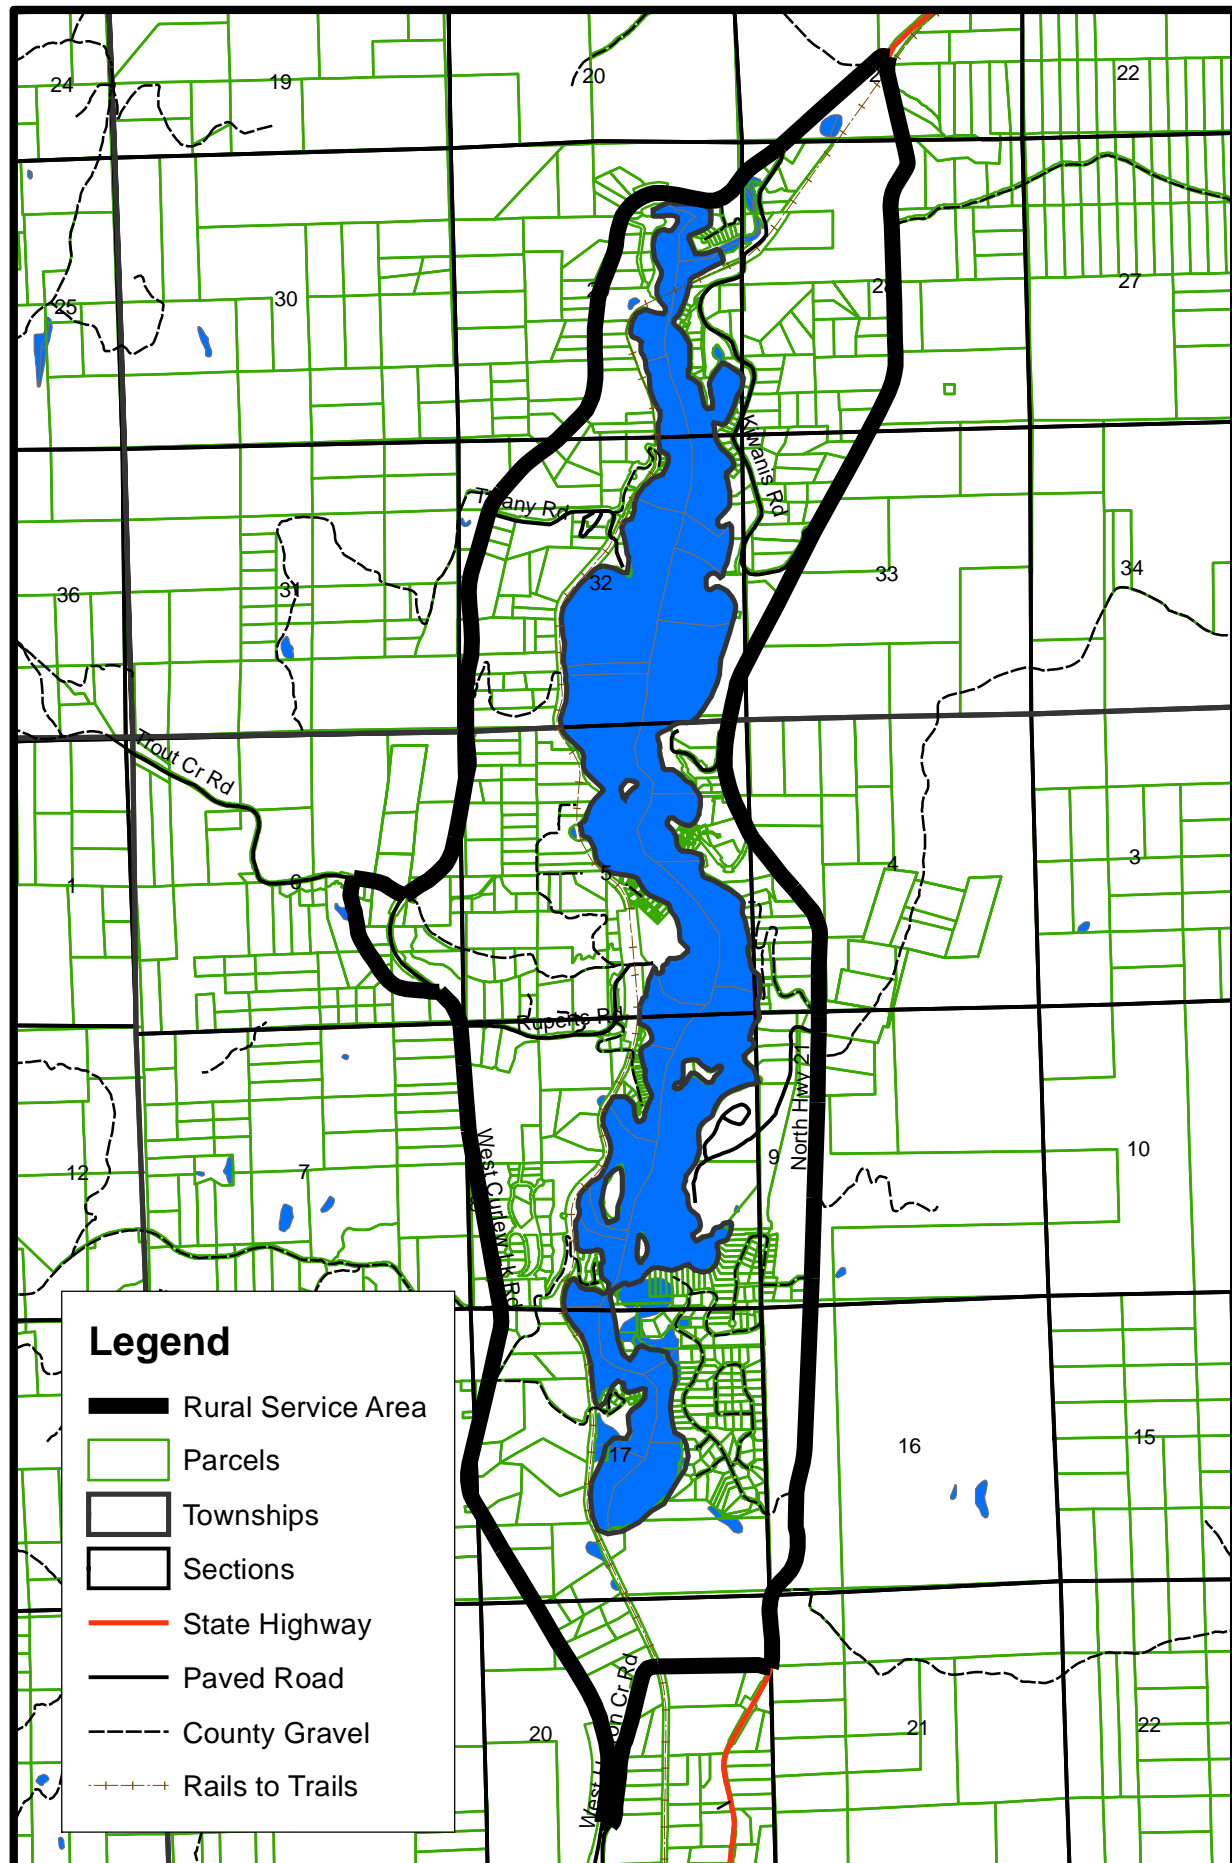 24
19
20
22
25
30
28
27
Kiwanis Rd
36
31
32
33
34
Trout Cr Rd
1
6
5
4
3
Ruperts Rd
North Hwy 21
12
7
9
10
West Curlew Lk Rd
17
16
15
20
21
22
Legend
Rural Service Area
Parcels
Townships
Sections
State Highway
Paved Road
County Gravel
Rails to Trails